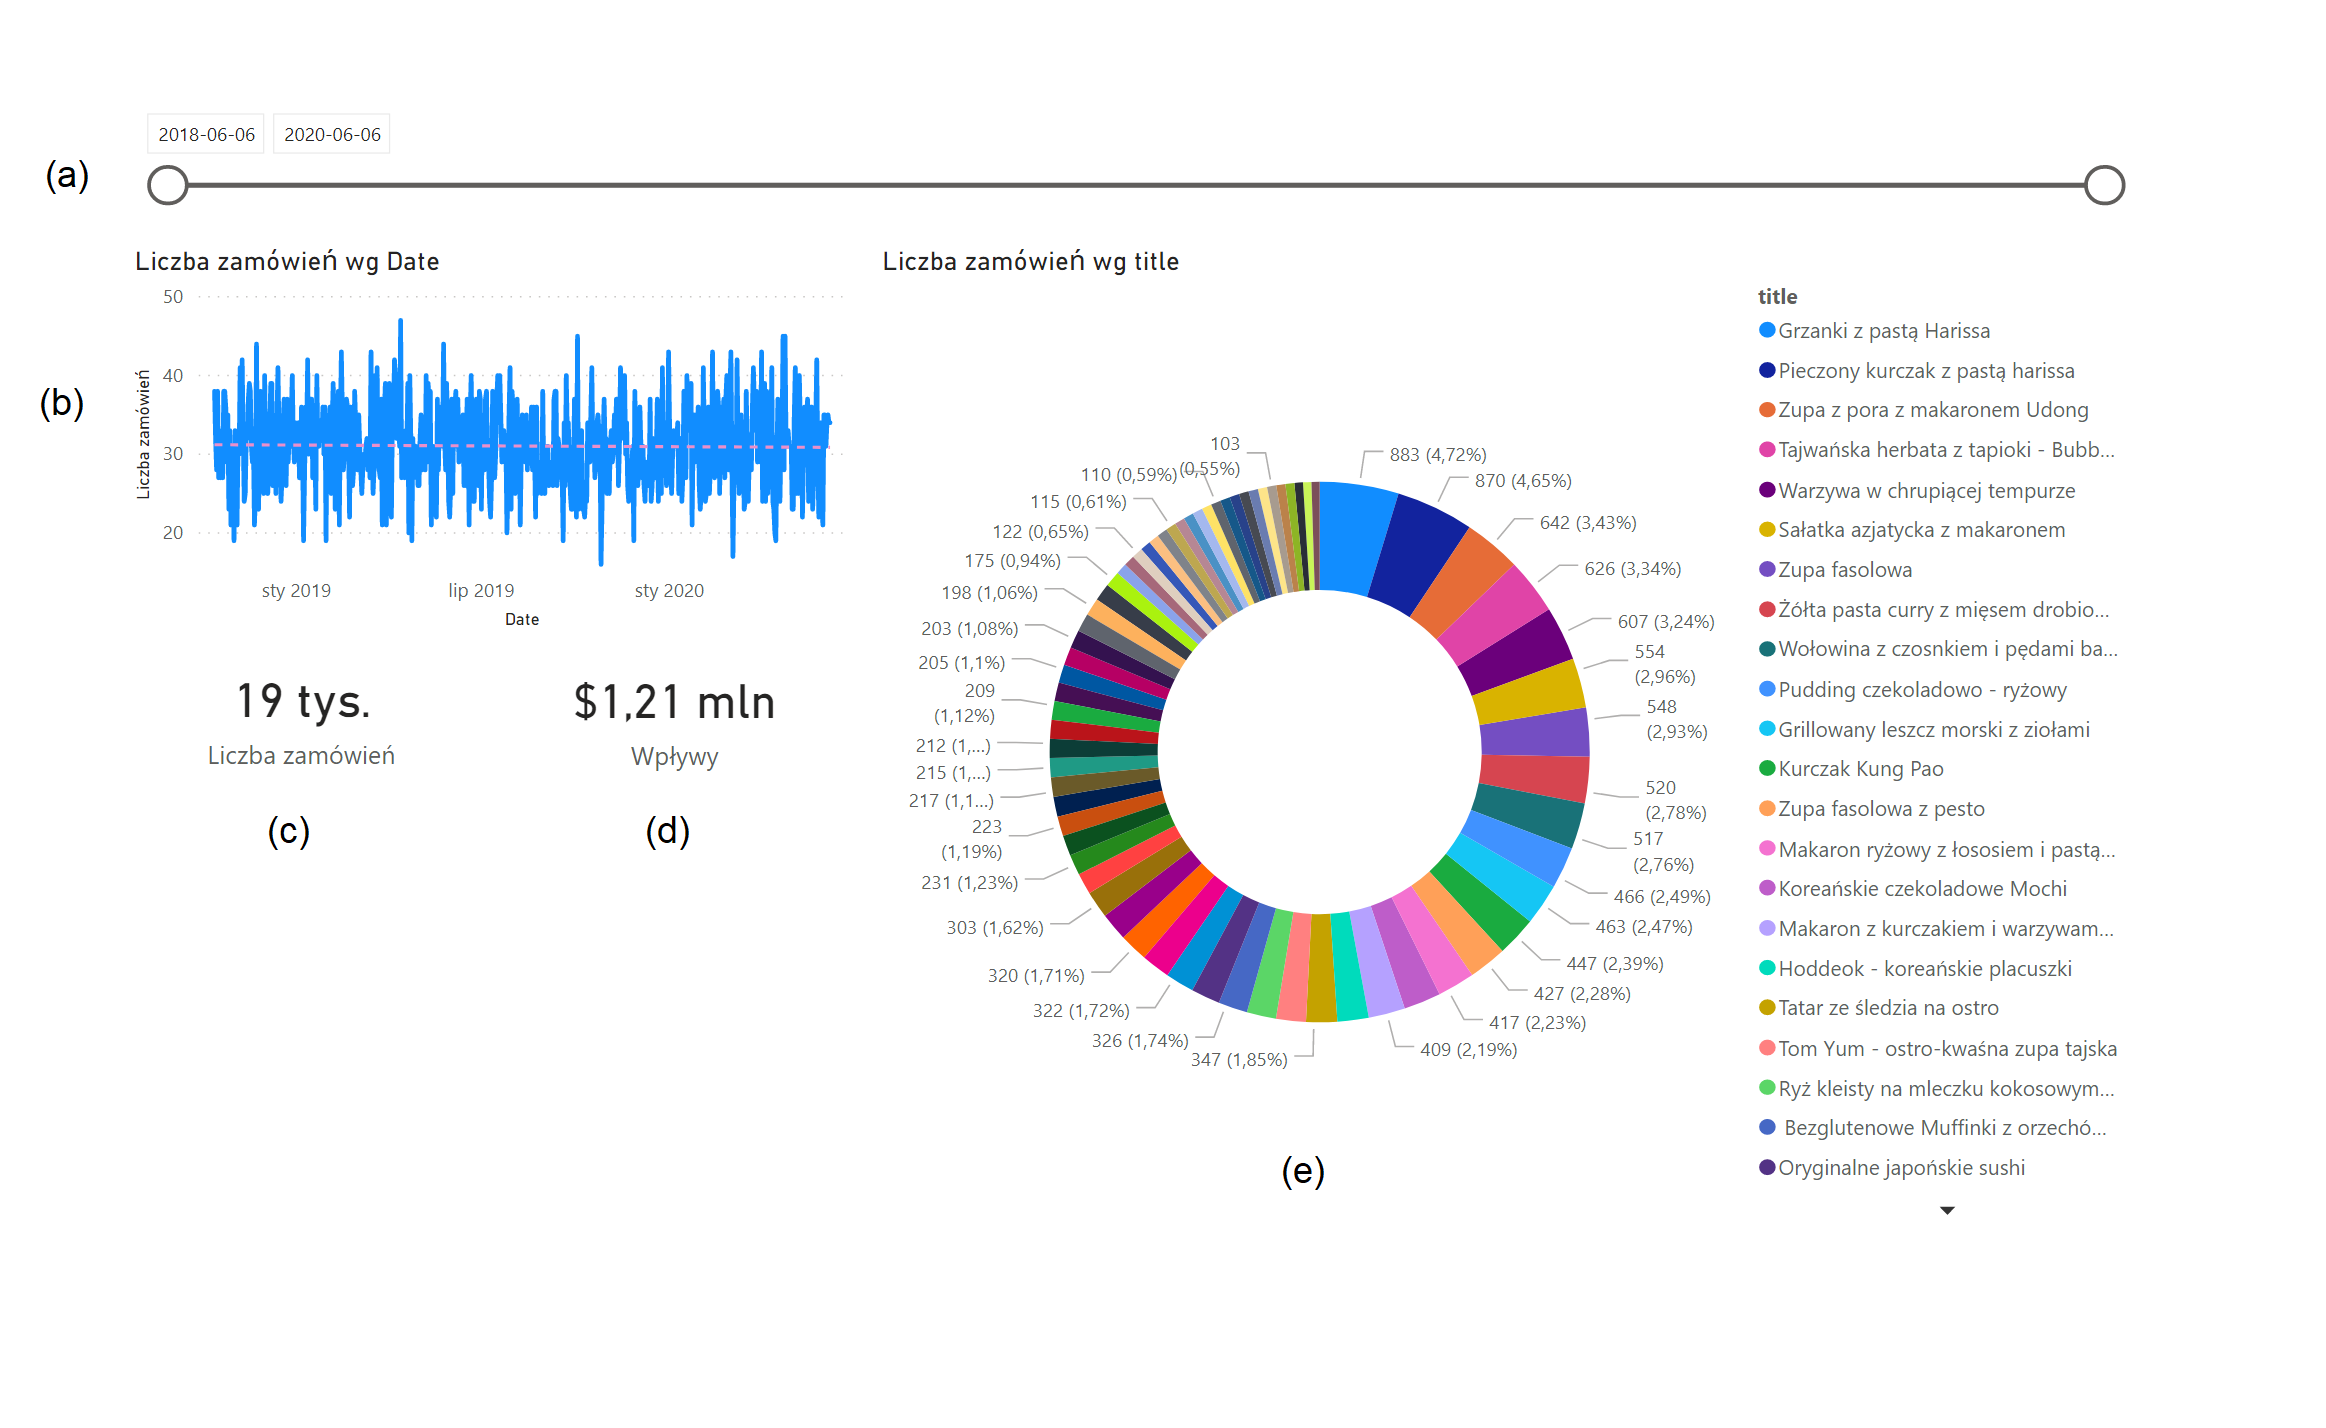 2018-06-06 2020-06-06
(a)
Liczba zamówień wg Date
50
40
30
20
Liczba zamówień
sty 2019 lip 2019 sty 2020
Date
(b)
19 tys.
Liczba zamówień
(c)
$1,21 mln
Wpływy
(d)
Liczba zamówień wg title
883 (4,72%)
870 (4,65%)
642 (3,43%)
626 (3,34%)
607 (3,24%)
554
(2,96%)
548
(2,93%)
520
(2,78%)
517
(2,76%)
466 (2,49%)
463 (2,47%)
447 (2,39%)
427 (2,28%)
417 (2,23%)
409 (2,19%)
347 (1,85%)
326 (1,74%)
322 (1,72%)
320 (1,71%)
303 (1,62%)
231 (1,23%)
223
(1,19%)
217 (1,1...)
215 (1,...)
212 (1,...)
209
(1,12%)
205 (1,1%)
203 (1,08%)
198 (1,06%)
175 (0,94%)
122 (0,65%)
115 (0,61%)
110 (0,59%)
103
(0,55%)
(e)
title
Grzanki z pastą Harissa
Pieczony kurczak z pastą harissa
Zupa z pora z makaronem Udong
Tajwańska herbata z tapioki - Bubb...
Warzywa w chrupiącej tempurze
Sałatka azjatycka z makaronem
Zupa fasolowa
Żółta pasta curry z mięsem drobio...
Wołowina z czosnkiem i pędami ba...
Pudding czekoladowo - ryżowy
Grillowany leszcz morski z ziołami
Kurczak Kung Pao
Zupa fasolowa z pesto
Makaron ryżowy z łososiem i pastą...
Koreańskie czekoladowe Mochi
Makaron z kurczakiem i warzywam...
Hoddeok - koreańskie placuszki
Tatar ze śledzia na ostro
Tom Yum - ostro-kwaśna zupa tajska
Ryż kleisty na mleczku kokosowym...
Bezglutenowe Muffinki z orzechó...
Oryginalne japońskie sushi